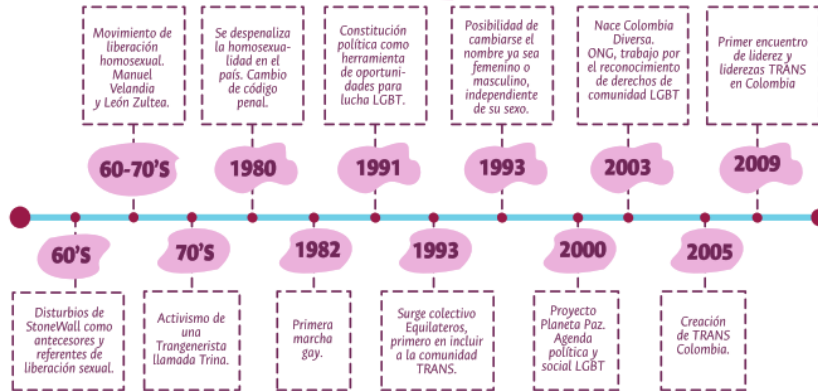 Movimiento de
liberación
homosexual.
Manuel
Velandia
y León Zultea.
Se despenaliza
la homosexua-
lidad en el
país. Cambio
de código
penal.
Constitución
política como
herramienta
de oportuni-
dades para
lucha LGBT.
Posibilidad de
cambiarse el
nombre ya sea
femenino o
masculino,
independiente
de su sexo.
Nace Colombia
Diversa.
ONG, trabajo por
el reconocimiento
de derechos de
comunidad LGBT
Primer encuentro
de liderez y
liderezas TRANS
en Colombia
60-70'S
1980
1991
1993
2003
2009
60'S
70'S
1982
1993
2000
2005
Disturbios de
StoneWall como
antecesores y
referentes de
liberación sexual.
Activismo de
una
Trangenerista
llamada Trina.
Primera
marcha
gay.
Surge colectivo
Equilateros,
primero en incluir
a la comunidad
TRANS.
Proyecto
Planeta Paz.
Agenda
política y
social LGBT
Creación
de TRANS
Colombia.